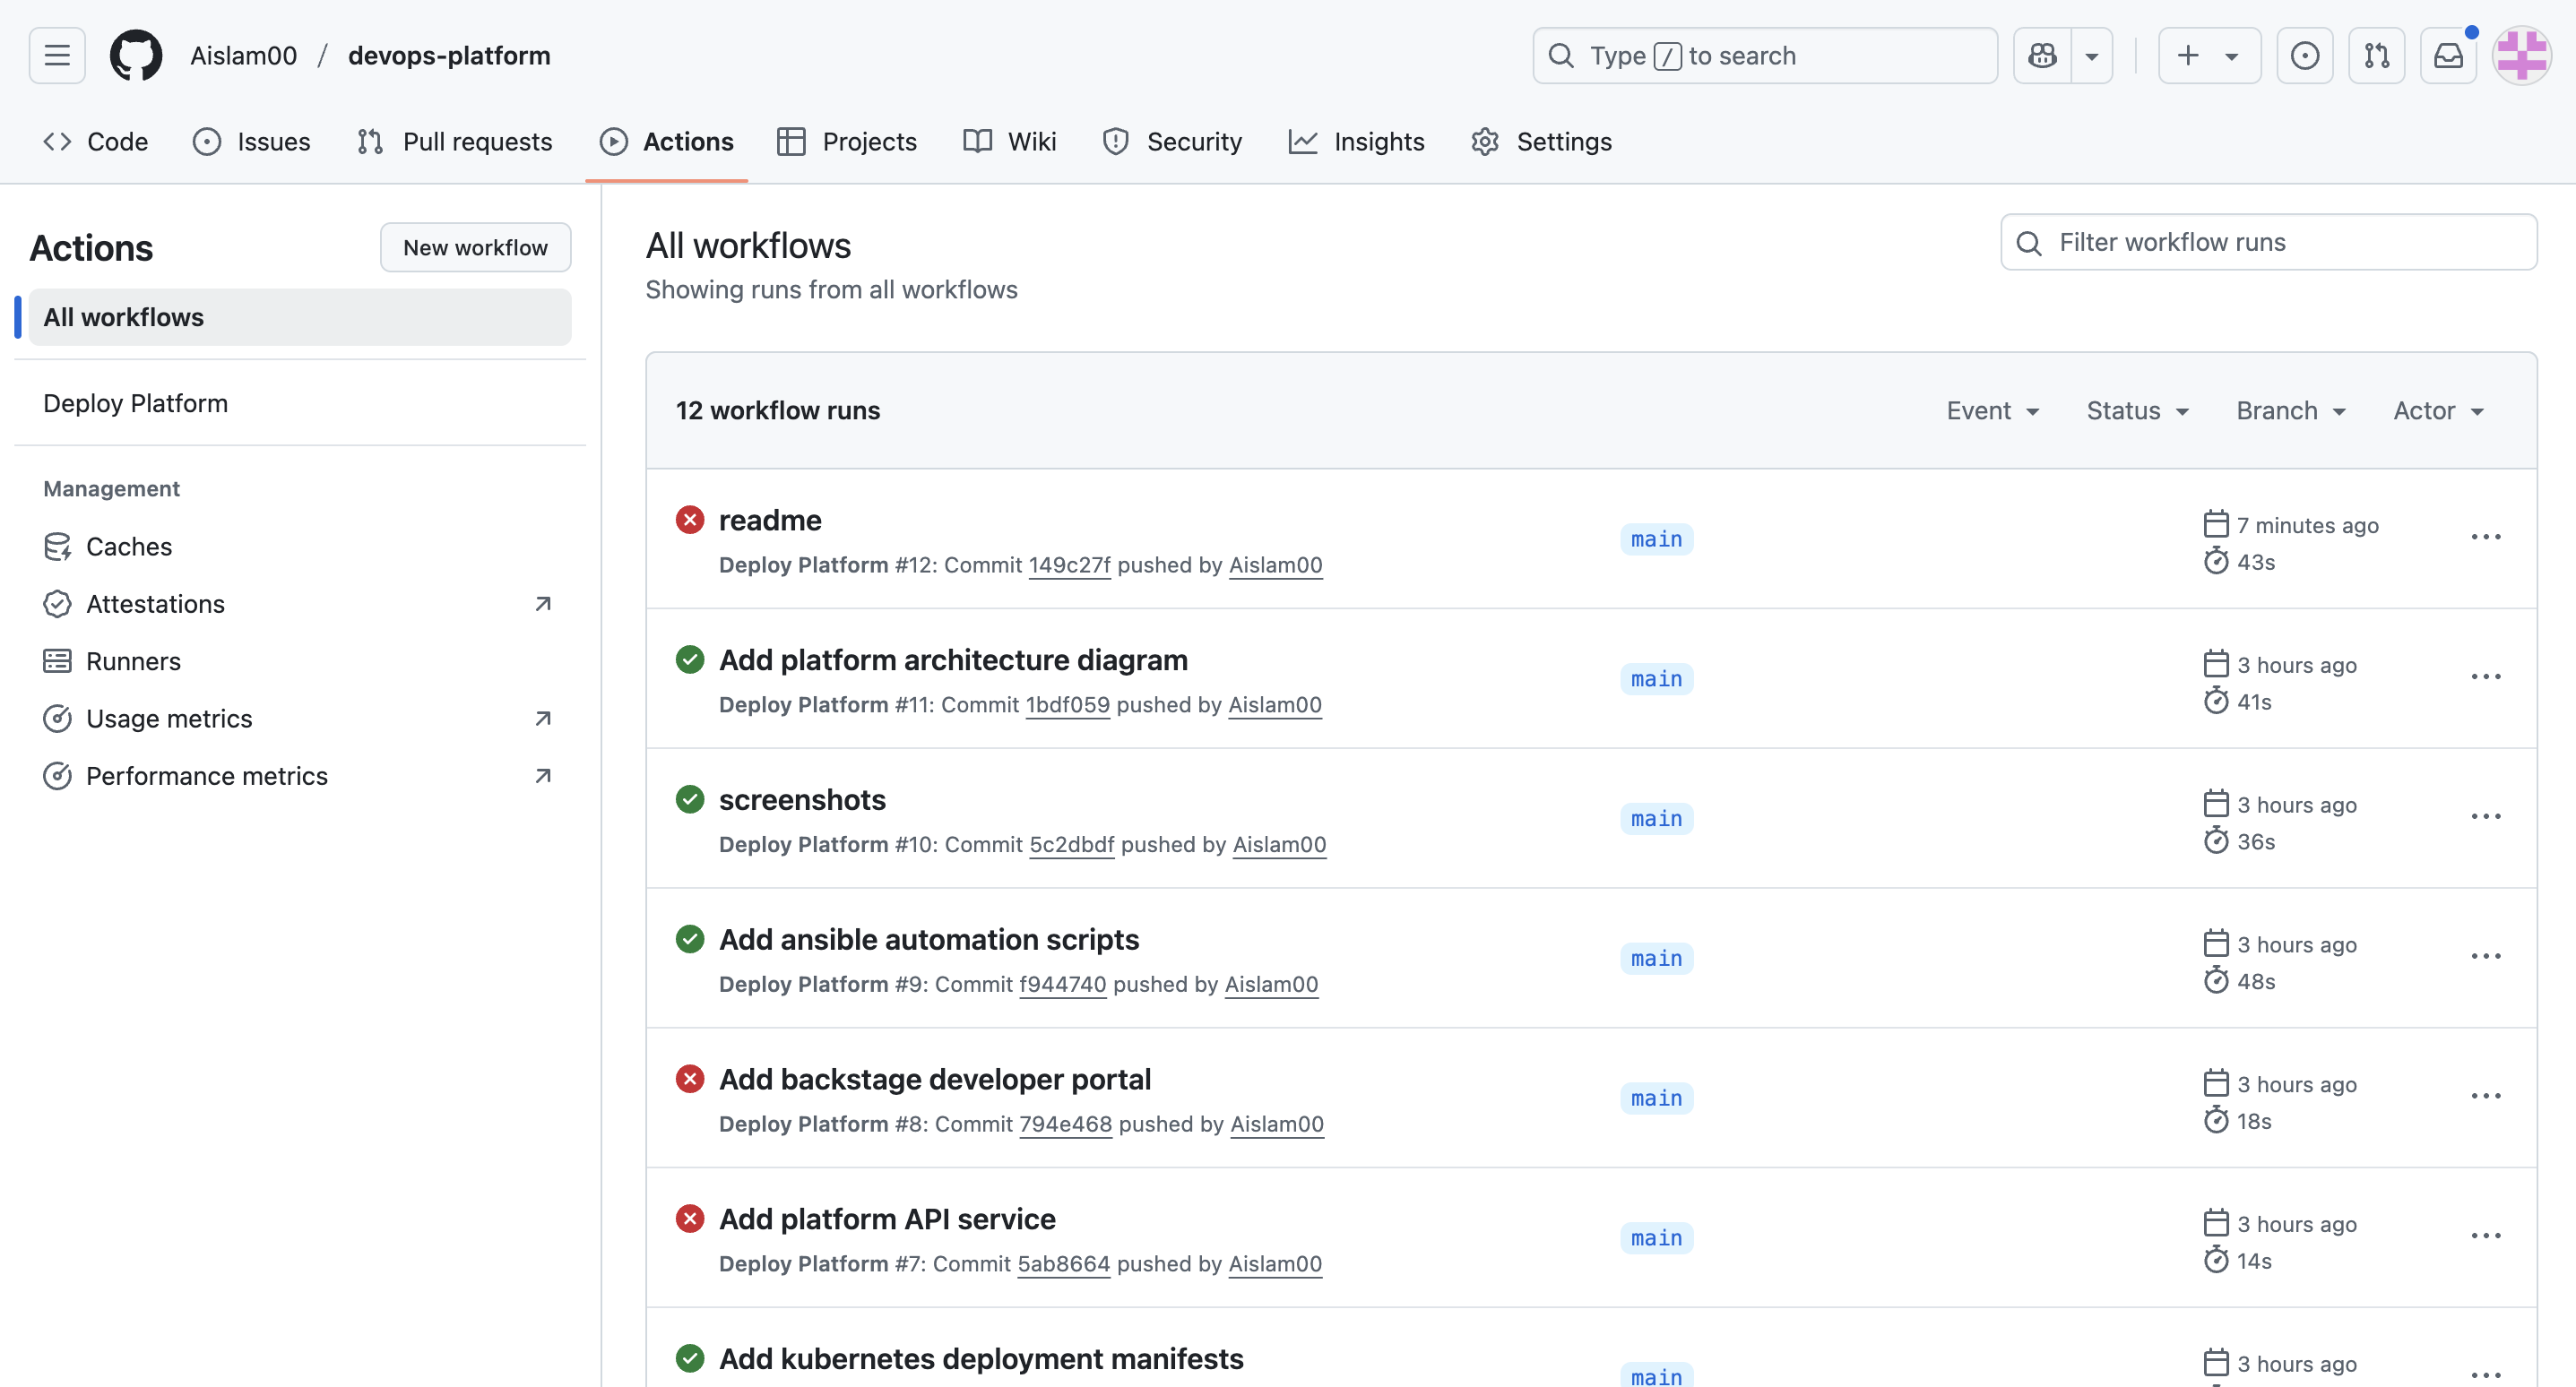 Aislam00 / devops-platform
Type / to search
Code Issues Pull requests Actions Projects Wiki Security Insights Settings
Actions
New workflow
All workflows
Deploy Platform
Management
Caches
Attestations
Runners
Usage metrics
Performance metrics
All workflows
Showing runs from all workflows
Filter workflow runs
12 workflow runs
Event Status Branch Actor
readme
Deploy Platform #12: Commit 149c27f pushed by Aislam00
main
7 minutes ago
43s
Add platform architecture diagram
Deploy Platform #11: Commit 1bdf059 pushed by Aislam00
main
3 hours ago
41s
screenshots
Deploy Platform #10: Commit 5c2dbdf pushed by Aislam00
main
3 hours ago
36s
Add ansible automation scripts
Deploy Platform #9: Commit f944740 pushed by Aislam00
main
3 hours ago
48s
Add backstage developer portal
Deploy Platform #8: Commit 794e468 pushed by Aislam00
main
3 hours ago
18s
Add platform API service
Deploy Platform #7: Commit 5ab8664 pushed by Aislam00
main
3 hours ago
14s
Add kubernetes deployment manifests
main
3 hours ago